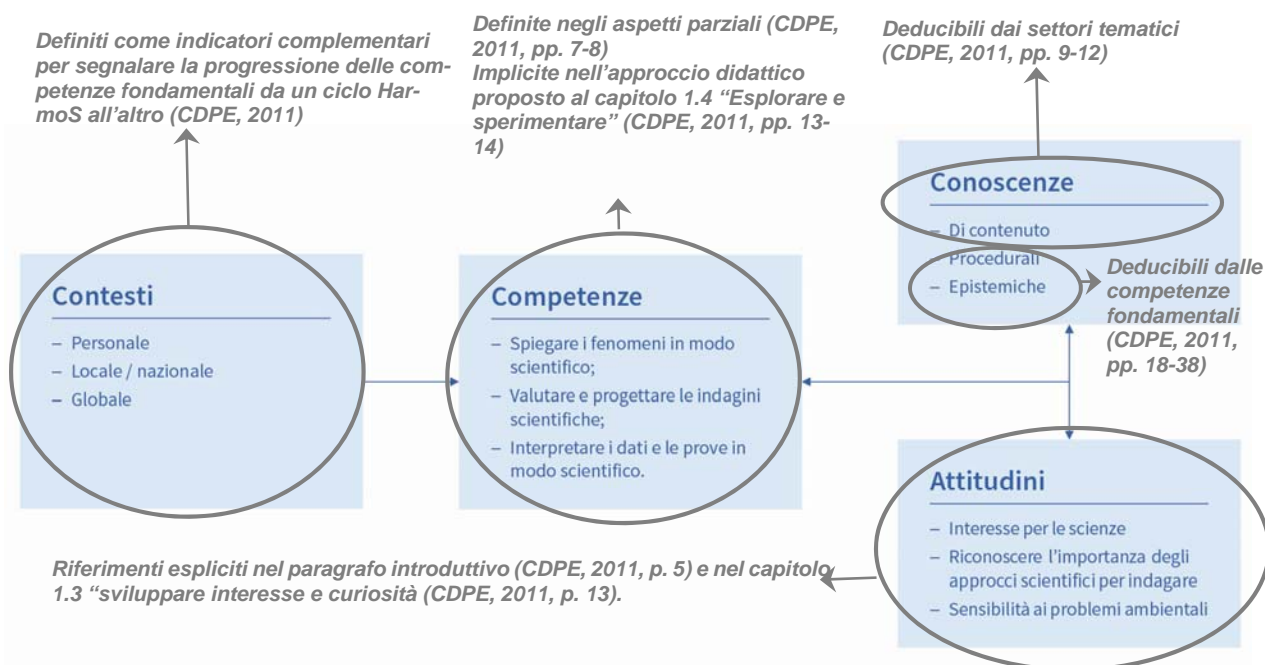 Definiti come indicatori complementari
per segnalare la progressione delle com-
petenze fondamentali da un ciclo Har-
moS all'altro (CDPE, 2011)
Definite negli aspetti parziali (CDPE,
2011, pp. 7-8)
Implicite nell'approccio didattico
proposto al capitolo 1.4 “Esplorare e
sperimentare” (CDPE, 2011, pp. 13-
14)
Deducibili dai settori tematici
(CDPE, 2011, pp. 9-12)
Conoscenze
– Di contenuto
– Procedurali
– Epistemiche
Deducibili dalle
competenze
fondamentali
(CDPE, 2011,
pp. 18-38)
Contesti
– Personale
– Locale / nazionale
– Globale
Competenze
– Spiegare i fenomeni in modo
scientifico;
– Valutare e progettare le indagini
scientifiche;
– Interpretare i dati e le prove in
modo scientifico.
Attitudini
– Interesse per le scienze
– Riconoscere l'importanza degli
approcci scientifici per indagare
– Sensibilità ai problemi ambientali
Riferimenti espliciti nel paragrafo introduttivo (CDPE, 2011, p. 5) e nel capitolo
1.3 “sviluppare interesse e curiosità (CDPE, 2011, p. 13).